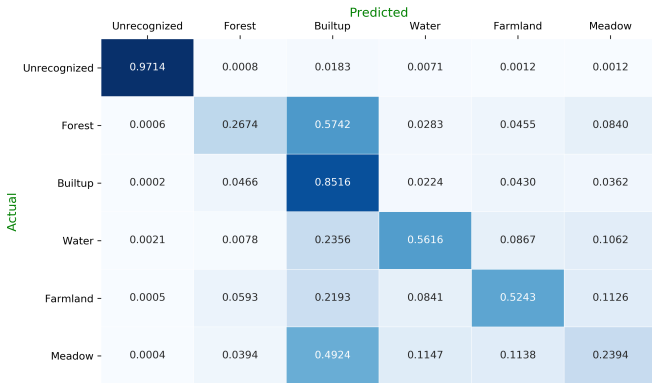 Predicted
Unrecognized Forest Builtup Water Farmland Meadow
Unrecognized 0.9714 0.0008 0.0183 0.0071 0.0012 0.0012
Forest 0.0006 0.2674 0.5742 0.0283 0.0455 0.0840
Builtup 0.0002 0.0466 0.8516 0.0224 0.0430 0.0362
Actual
Water 0.0021 0.0078 0.2356 0.5616 0.0867 0.1062
Farmland 0.0005 0.0593 0.2193 0.0841 0.5243 0.1126
Meadow 0.0004 0.0394 0.4924 0.1147 0.1138 0.2394